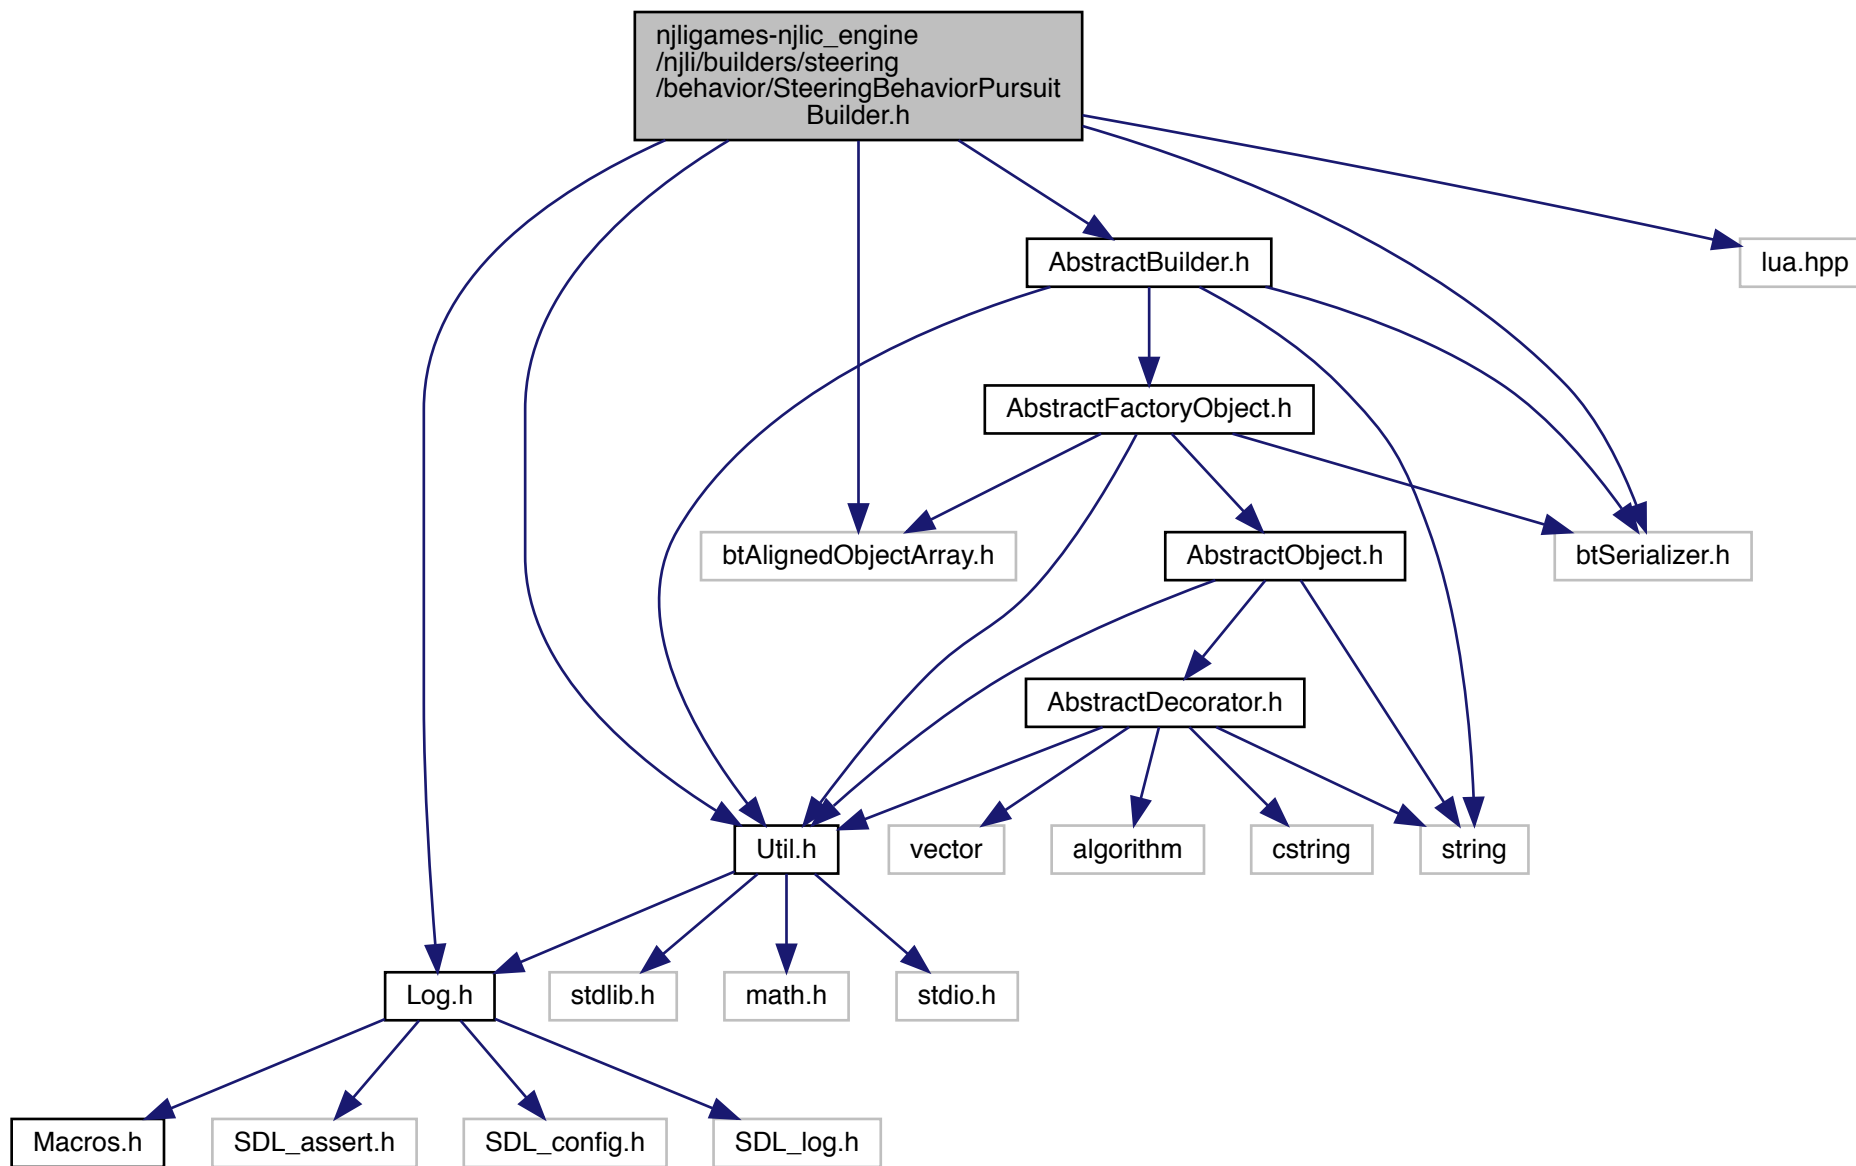 njligames-njlic_engine
/njli/builders/steering
/behavior/SteeringBehaviorPursuit
Builder.h
AbstractBuilder.h
lua.hpp
AbstractFactoryObject.h
btAlignedObjectArray.h
AbstractObject.h
btSerializer.h
AbstractDecorator.h
Util.h
vector
algorithm
cstring
string
Log.h
stdlib.h
math.h
stdio.h
Macros.h
SDL_assert.h
SDL_config.h
SDL_log.h